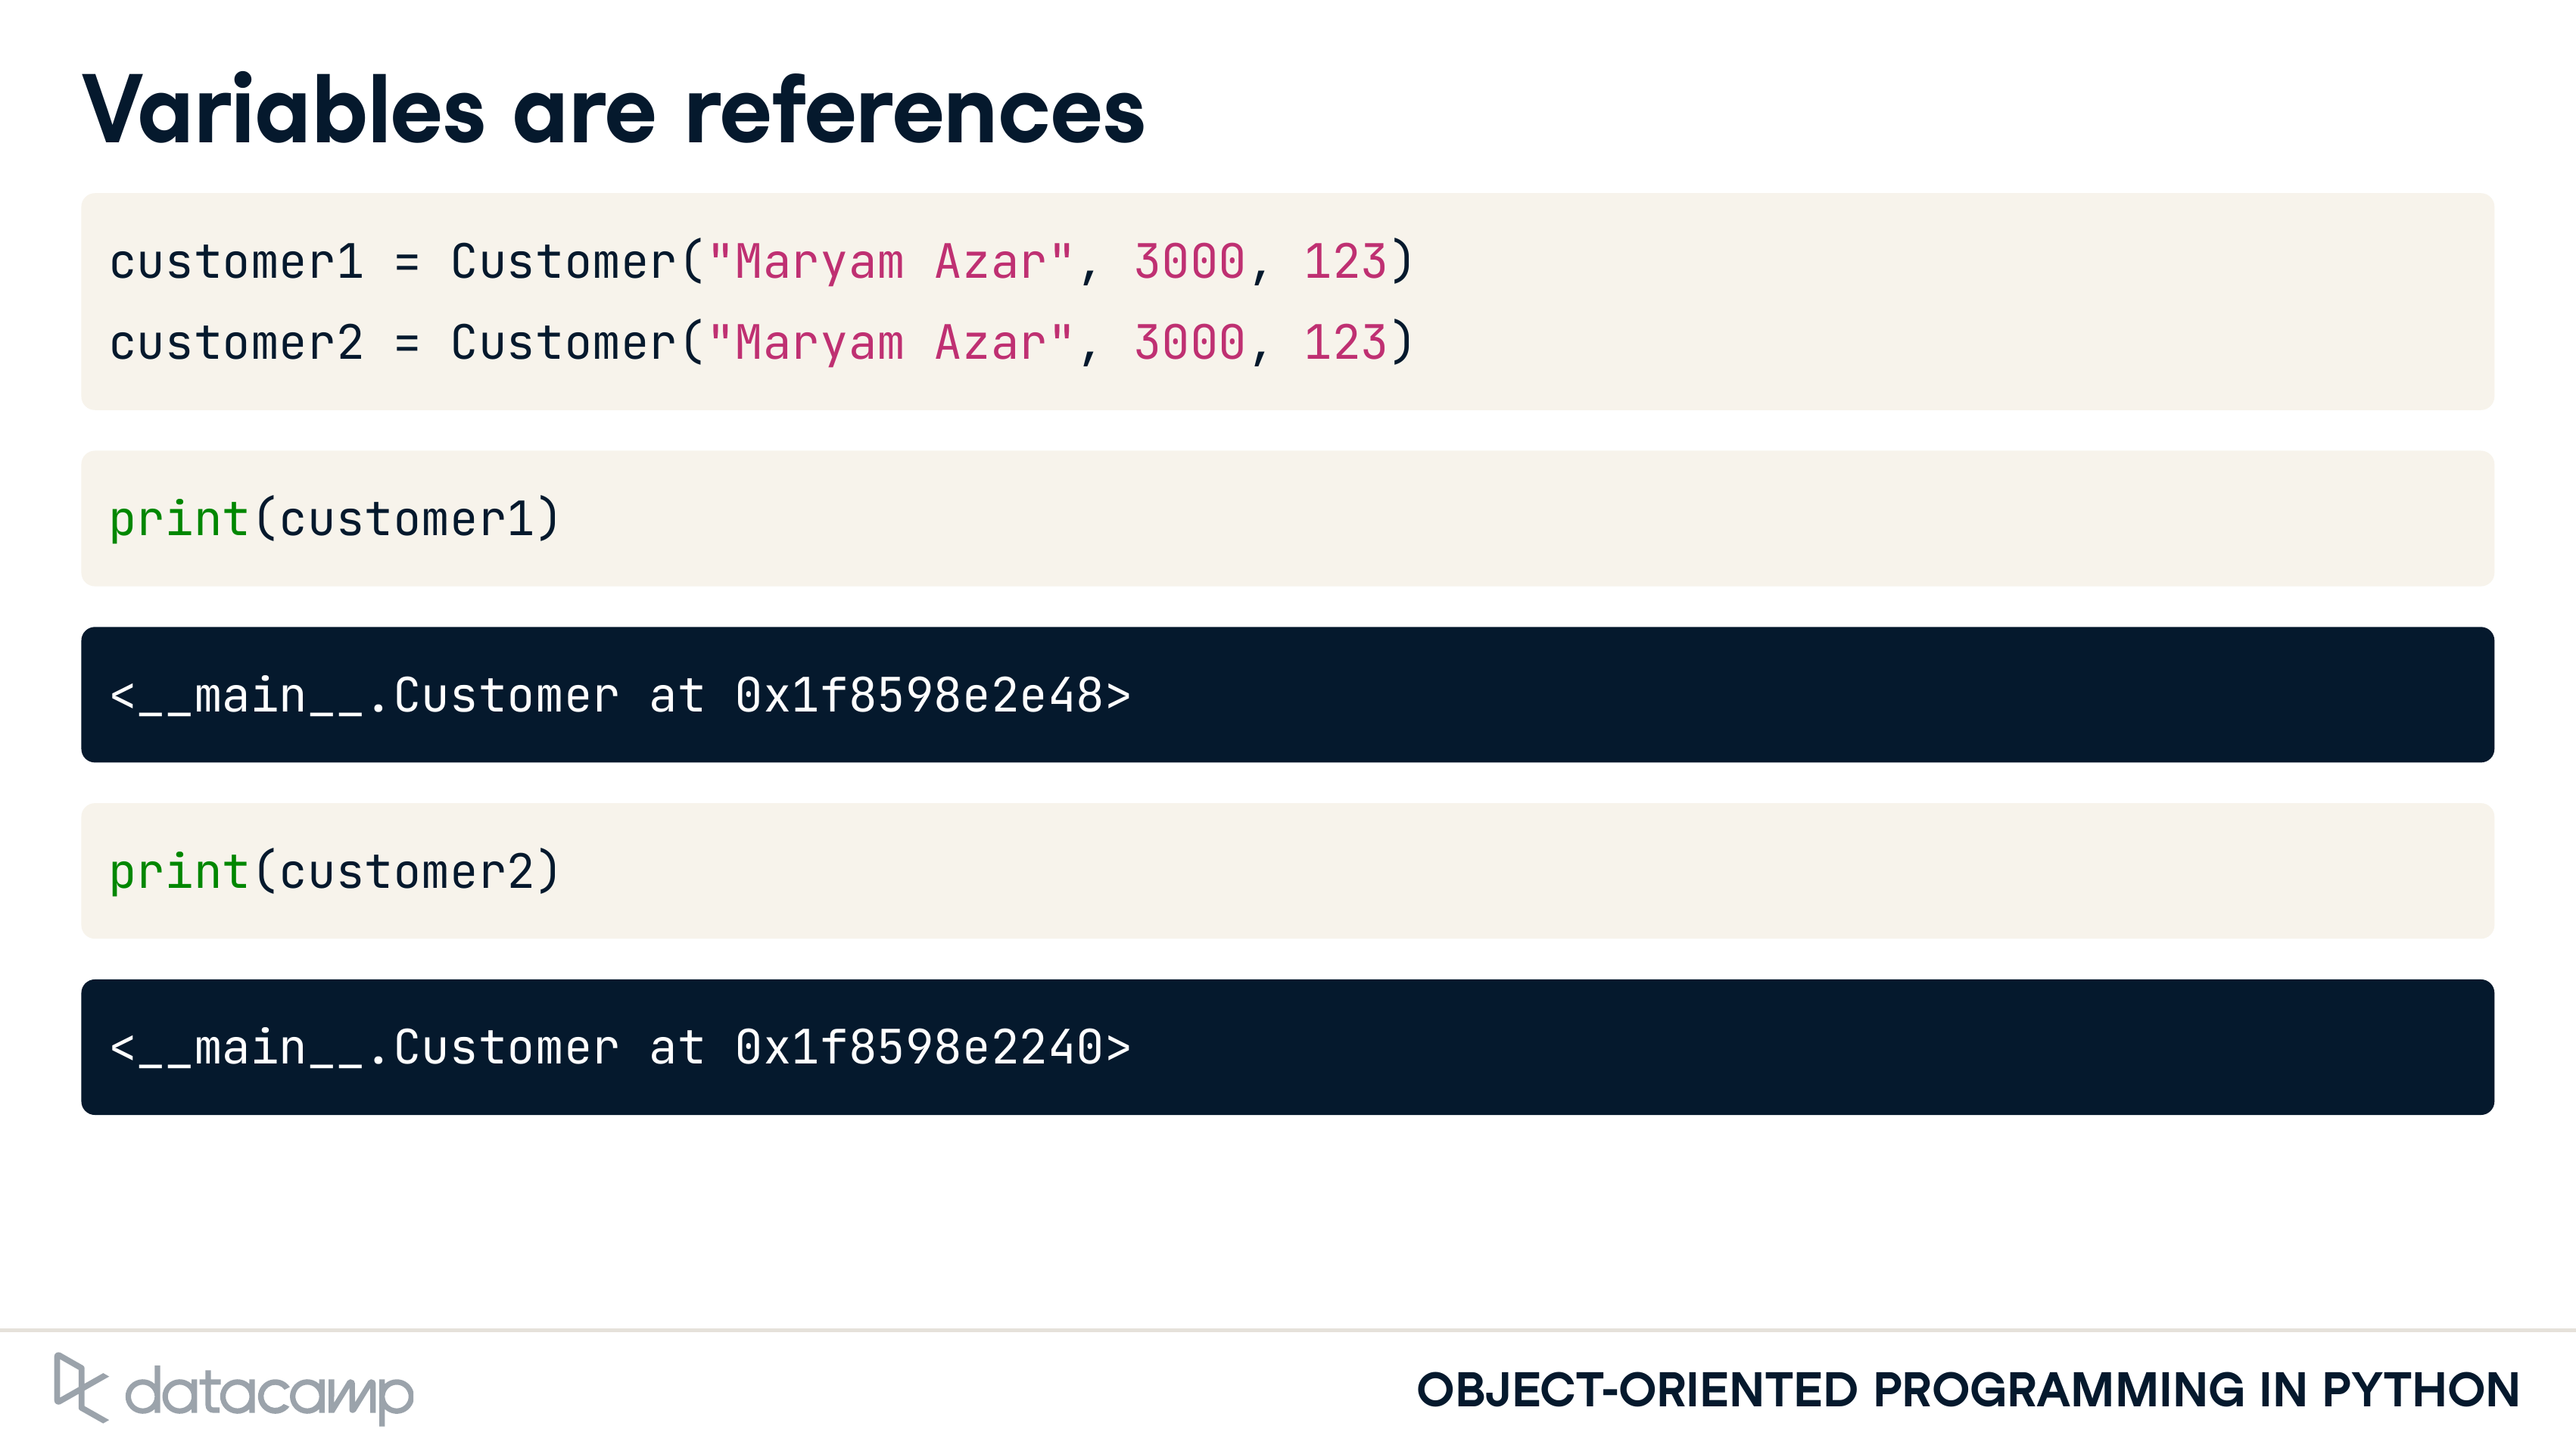 Variables are references
customer1 = Customer("Maryam Azar", 3000, 123)
customer2 = Customer("Maryam Azar", 3000, 123)
print(customer1)
<__main__.Customer at 0x1f8598e2e48>
print(customer2)
<__main__.Customer at 0x1f8598e2240>
datacamp
OBJECT-ORIENTED PROGRAMMING IN PYTHON